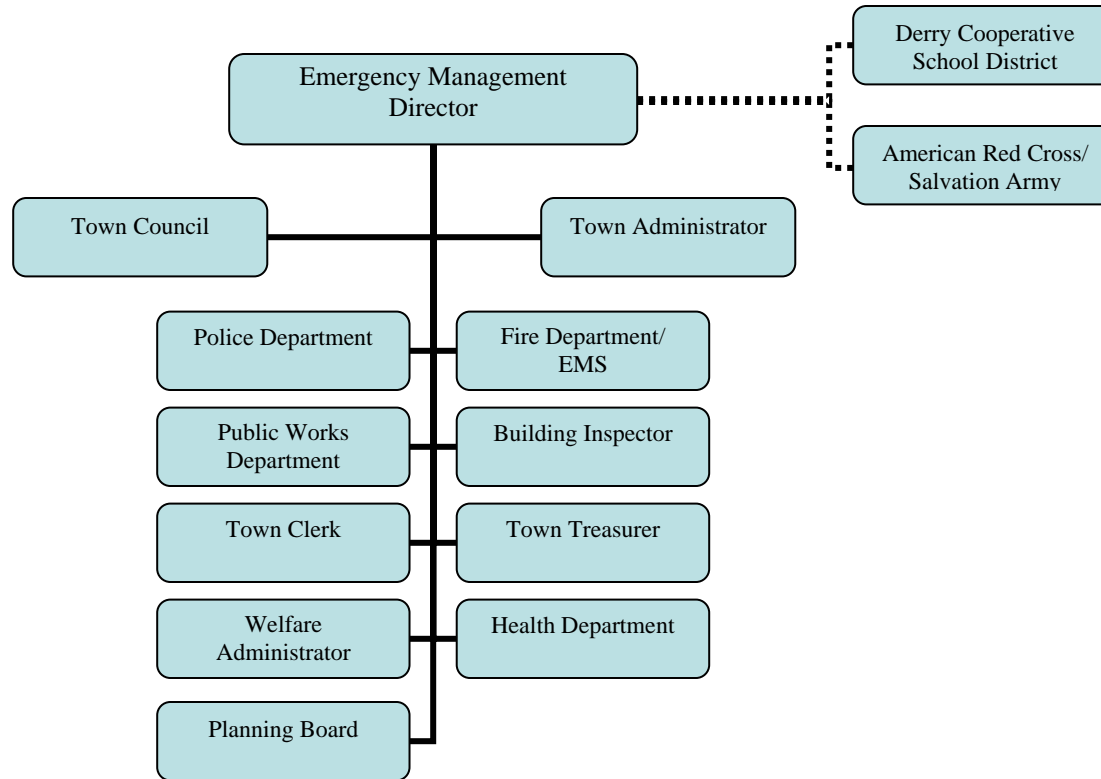 Emergency Management
Director
Derry Cooperative
School District
American Red Cross/
Salvation Army
Town Council
Town Administrator
Police Department
Fire Department/
EMS
Public Works
Department
Building Inspector
Town Clerk
Town Treasurer
Welfare
Administrator
Health Department
Planning Board